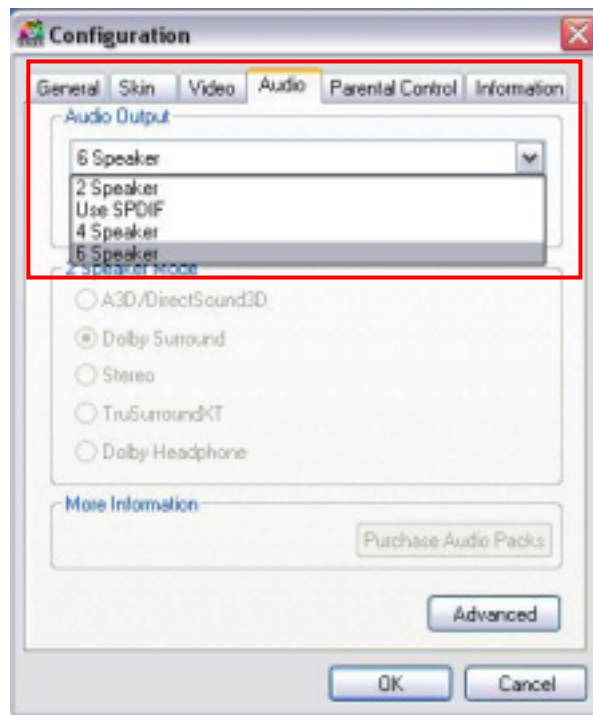 Configuration
General Skin Video Audio Parental Control Information
Audio Output
6 Speaker
2 Speaker
Use SPDIF
4 Speaker
6 Speaker
2 Speaker Mode
A3D/DirectSound3D
Dolby Surround
Stereo
TruSurroundXT
Dolby Headphone
More Information
Purchase Audio Packs
Advanced
OK Cancel